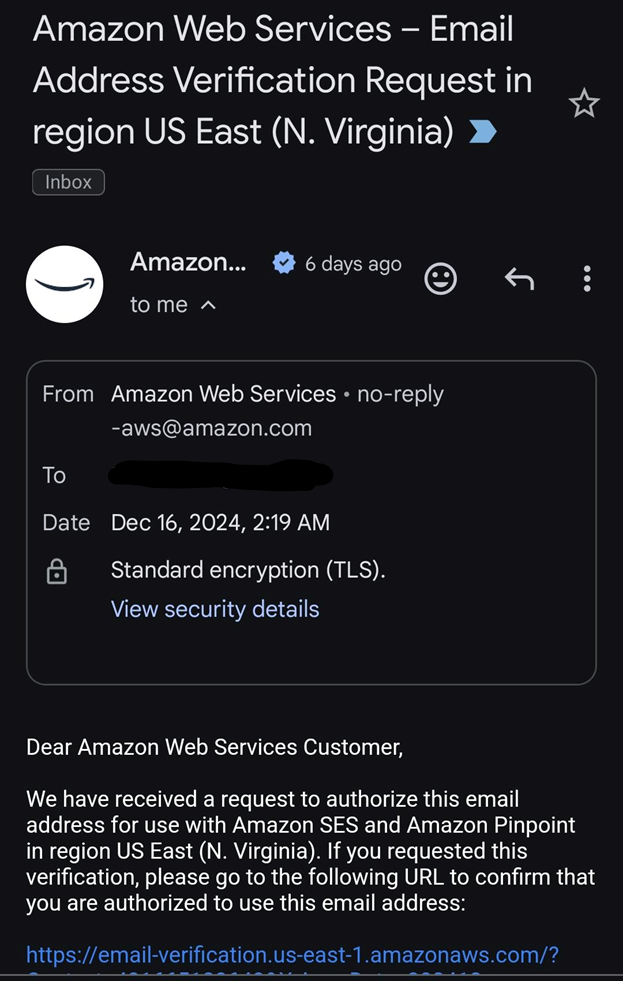 Amazon Web Services – Email
Address Verification Request in
region US East (N. Virginia)
Inbox
Amazon... 6 days ago
to me
From Amazon Web Services • no-reply
-aws@amazon.com
To
Date Dec 16, 2024, 2:19 AM
Standard encryption (TLS).
View security details
Dear Amazon Web Services Customer,
We have received a request to authorize this email
address for use with Amazon SES and Amazon Pinpoint
in region US East (N. Virginia). If you requested this
verification, please go to the following URL to confirm that
you are authorized to use this email address:
https://email-verification.us-east-1.amazonaws.com/?